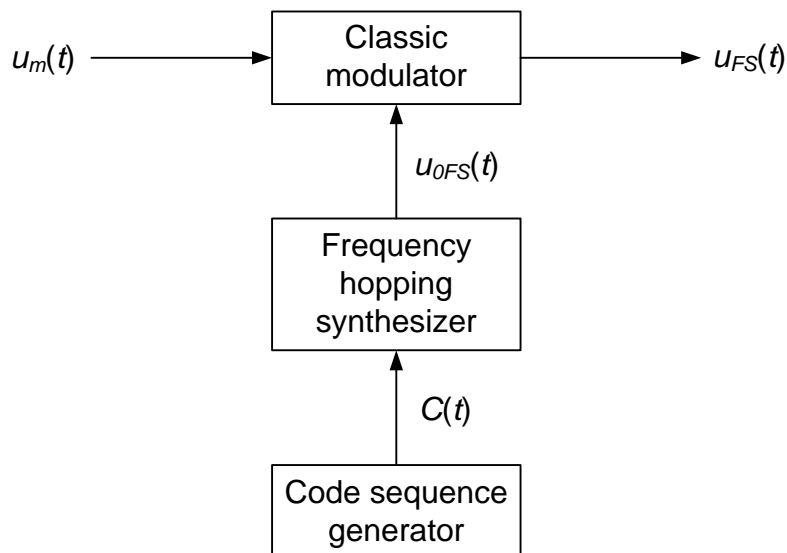 Classic
modulator
u_m(t)
u_FS(t)
u_0FS(t)
Frequency
hopping
synthesizer
C(t)
Code sequence
generator